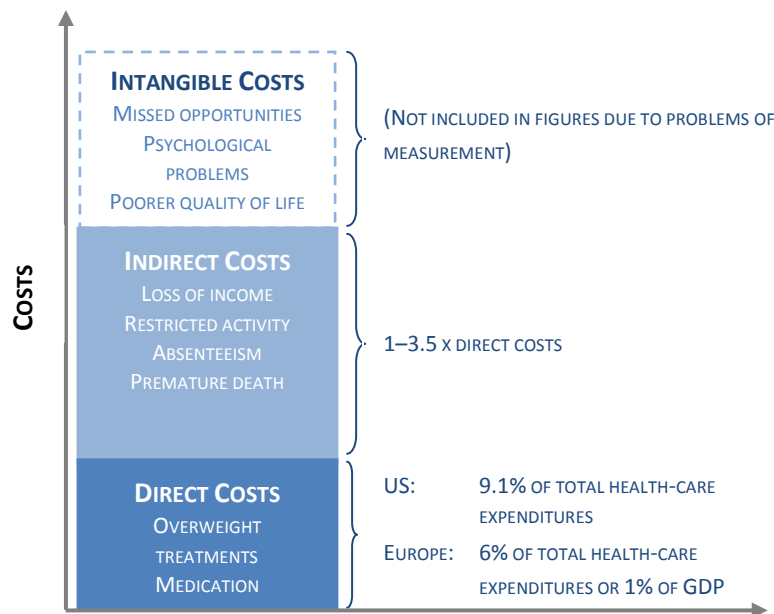 COSTS
INTANGIBLE COSTS
MISSED OPPORTUNITIES
PSYCHOLOGICAL
PROBLEMS
POORER QUALITY OF LIFE
(NOT INCLUDED IN FIGURES DUE TO PROBLEMS OF
MEASUREMENT)
INDIRECT COSTS
LOSS OF INCOME
RESTRICTED ACTIVITY
ABSENTEEISM
PREMATURE DEATH
1–3.5 X DIRECT COSTS
DIRECT COSTS
OVERWEIGHT
TREATMENTS
MEDICATION
US: 9.1% OF TOTAL HEALTH-CARE
EXPENDITURES
EUROPE: 6% OF TOTAL HEALTH-CARE
EXPENDITURES OR 1% OF GDP